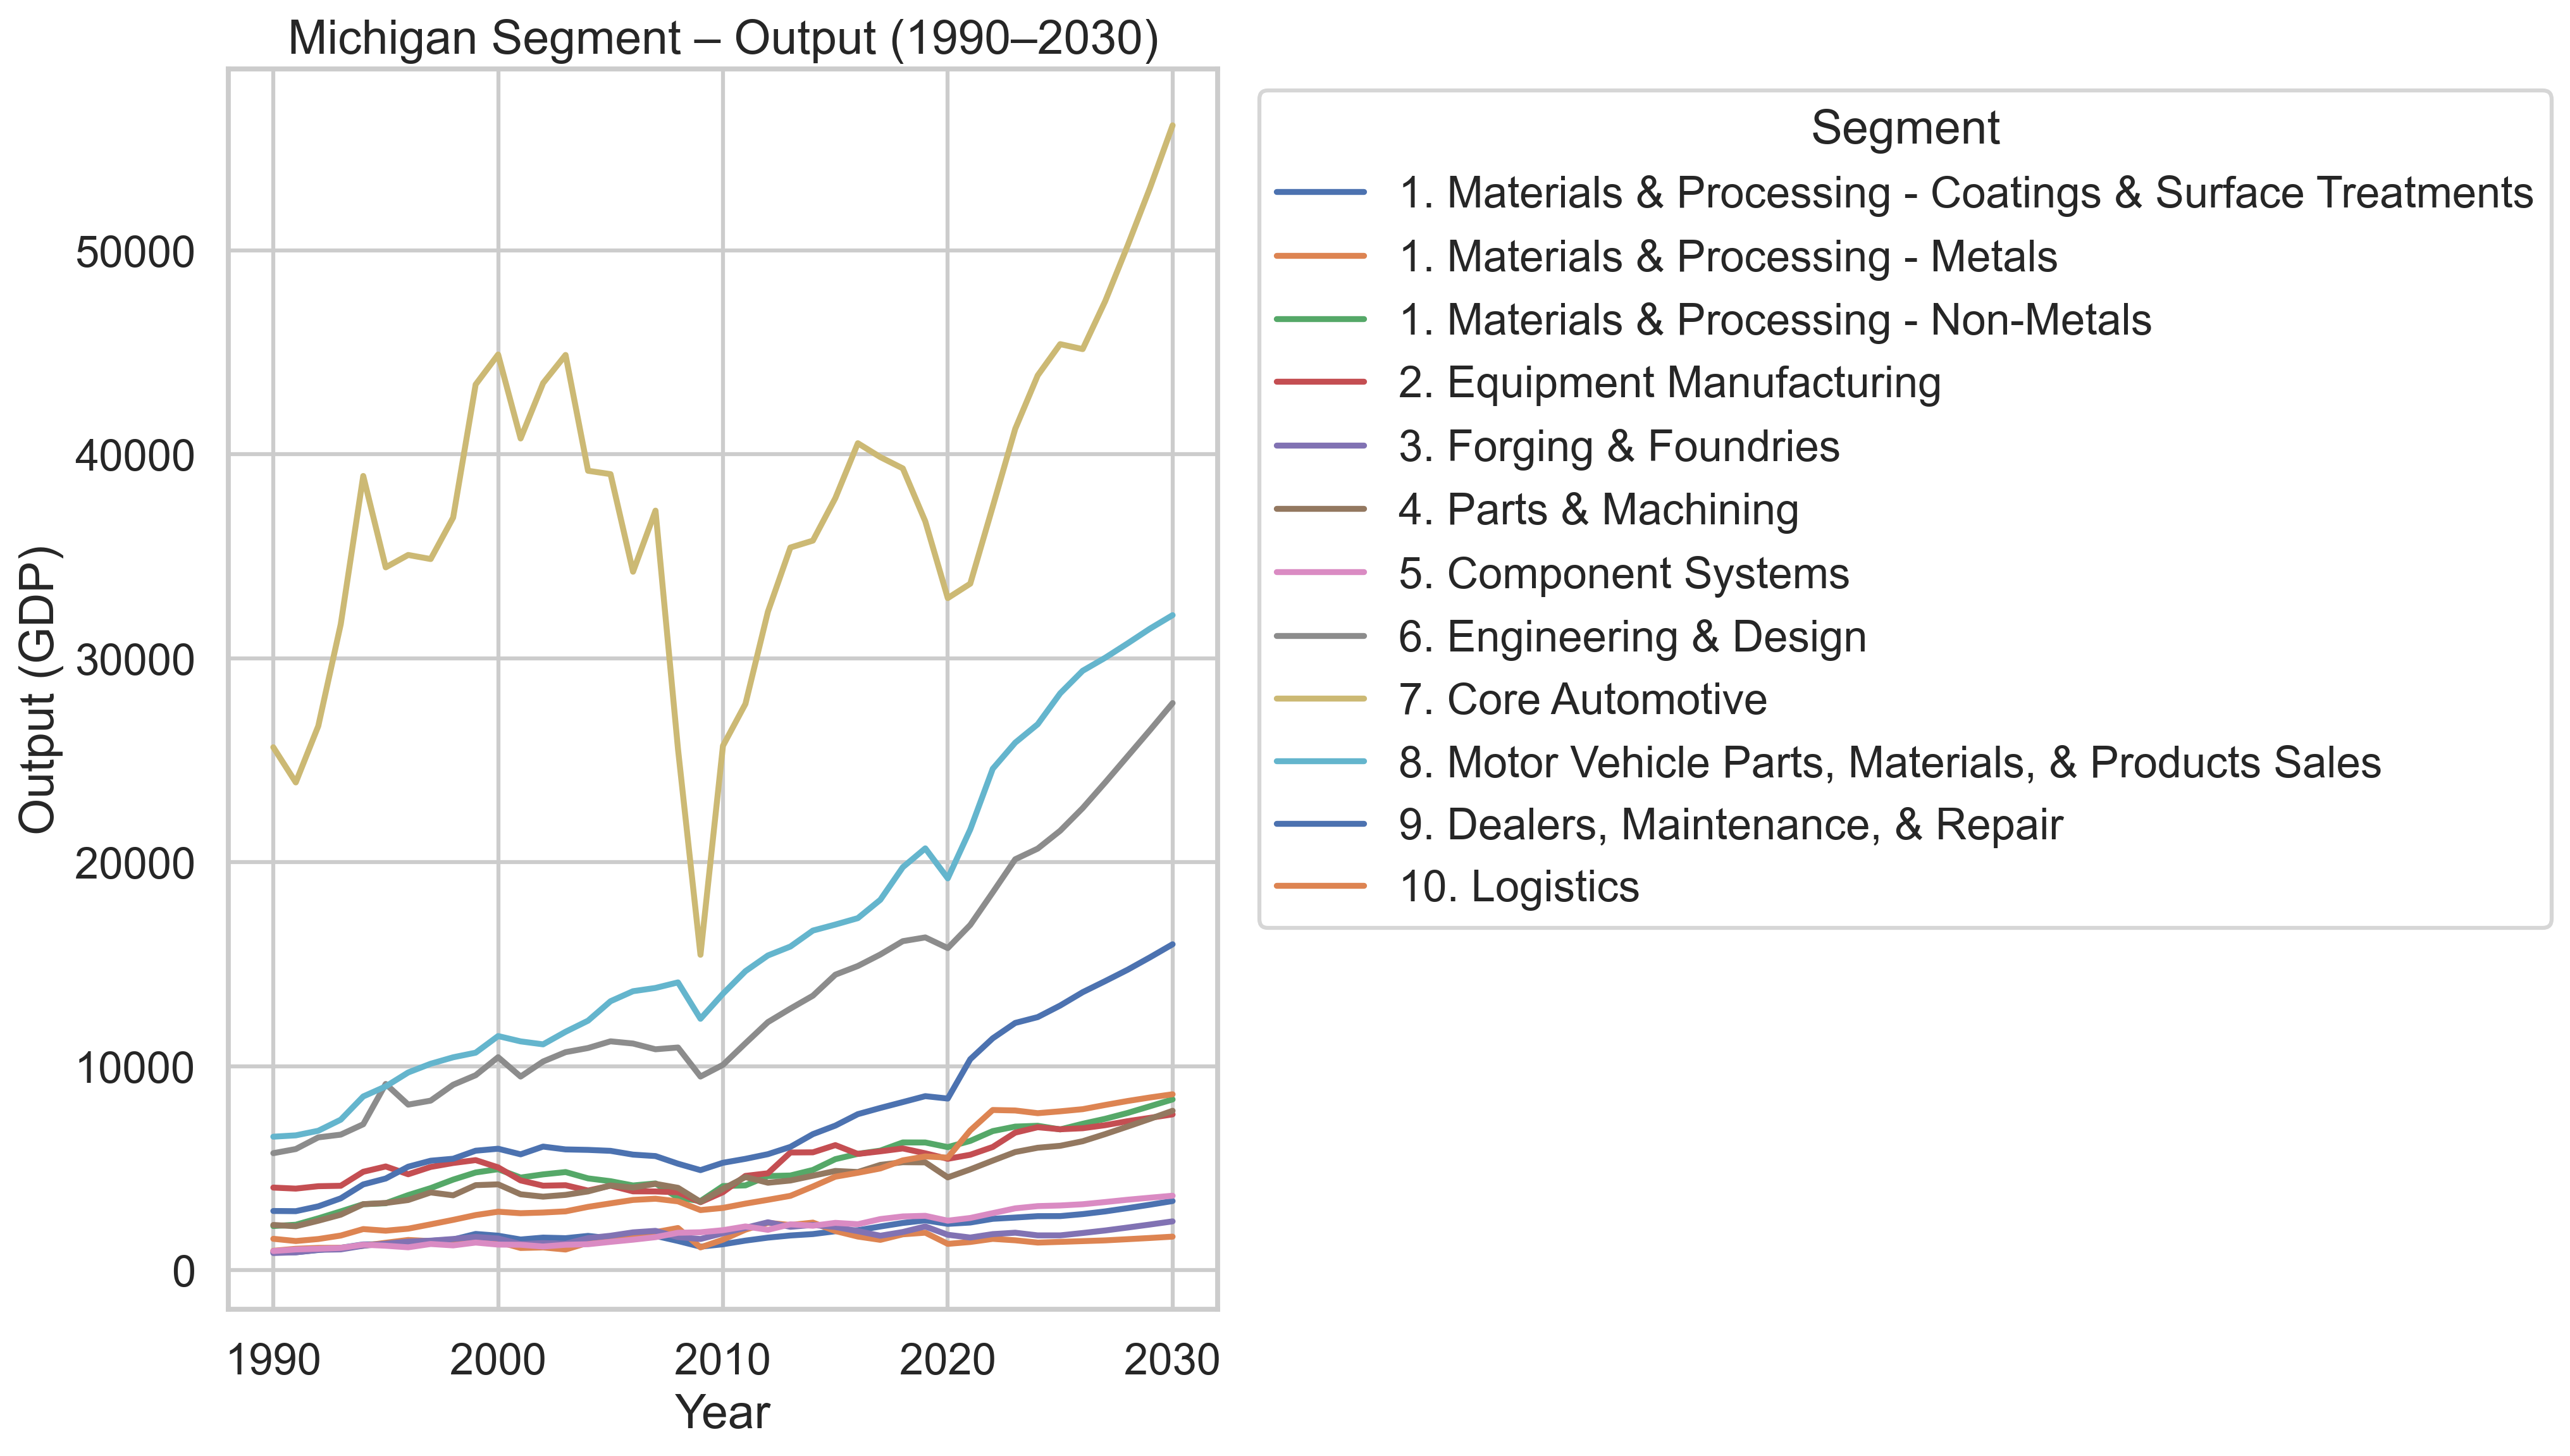 Michigan Segment – Output (1990–2030)
Output (GDP)
50000
40000
30000
20000
10000
0
1990 2000 2010 2020 2030
Year
Segment
1. Materials & Processing - Coatings & Surface Treatments
1. Materials & Processing - Metals
1. Materials & Processing - Non-Metals
2. Equipment Manufacturing
3. Forging & Foundries
4. Parts & Machining
5. Component Systems
6. Engineering & Design
7. Core Automotive
8. Motor Vehicle Parts, Materials, & Products Sales
9. Dealers, Maintenance, & Repair
10. Logistics